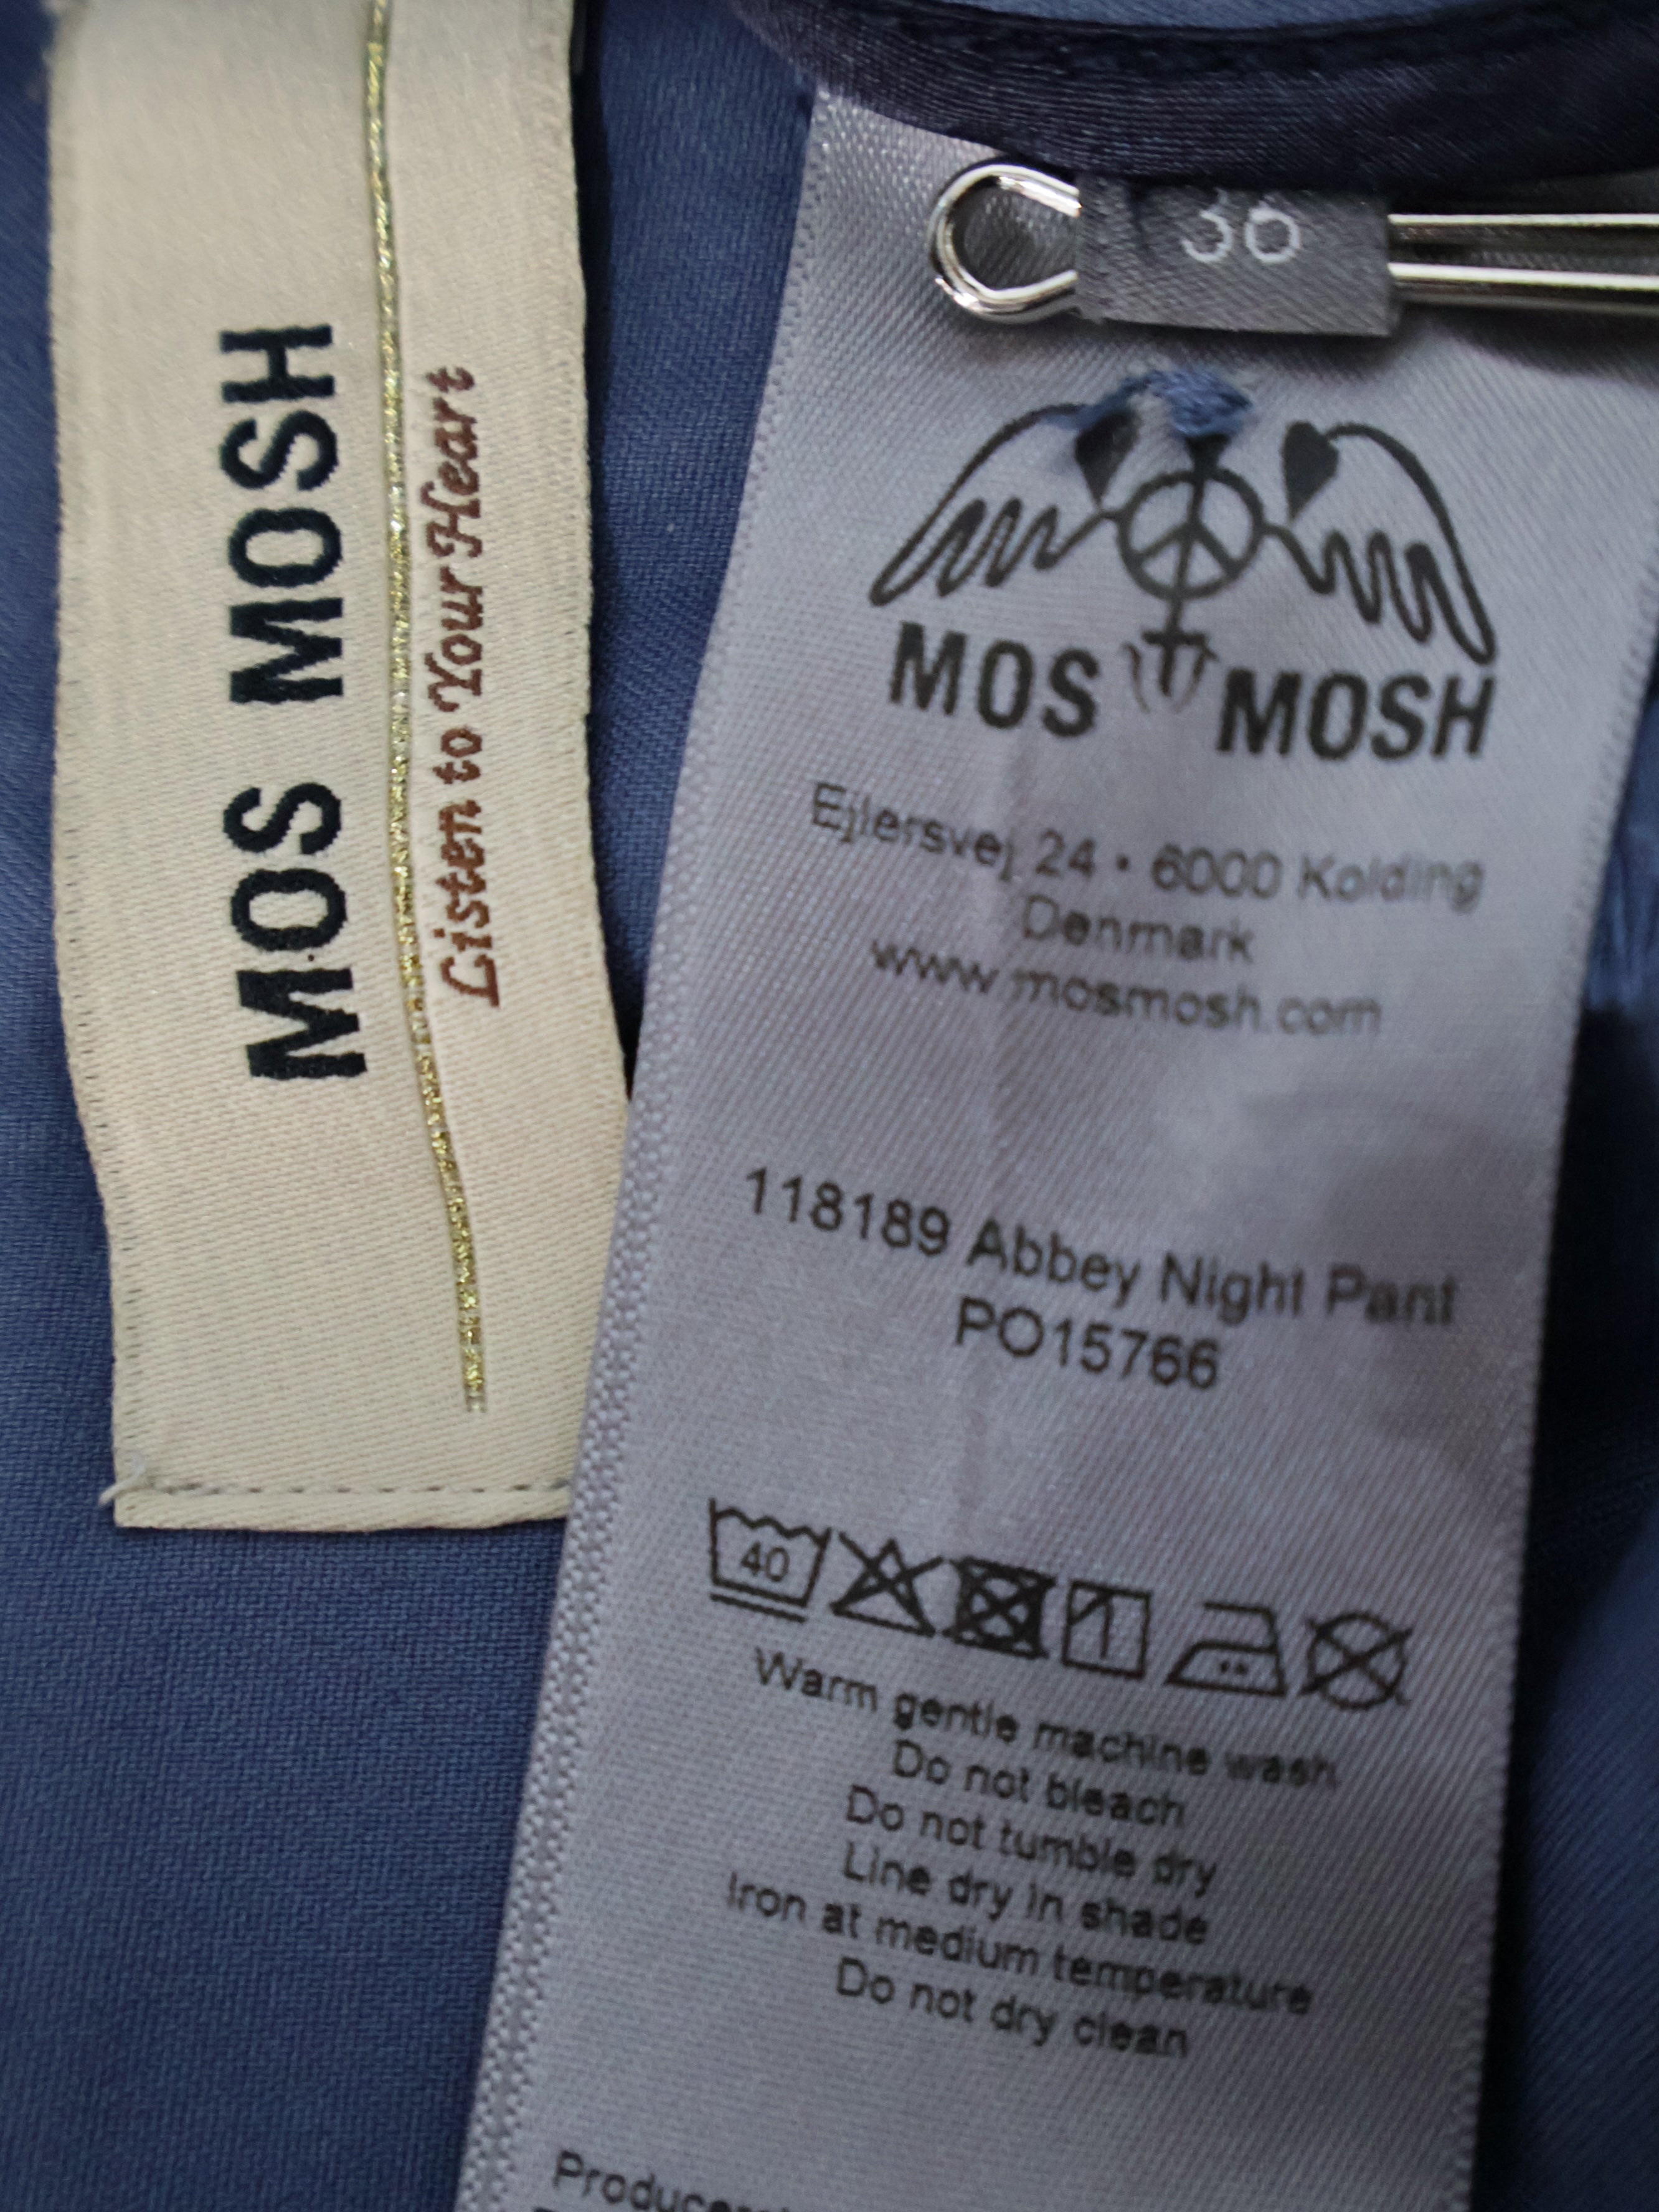 MOS MOSH
Listen to Your Heart
36
MOS MOSH
Ejlersvej 24 • 6000 Kolding
Denmark
www.mosmosh.com
118189 Abbey Night Pant
PO15766
40
Warm gentle machine wash
Do not bleach
Do not tumble dry
Line dry in shade
Iron at medium temperature
Do not dry clean